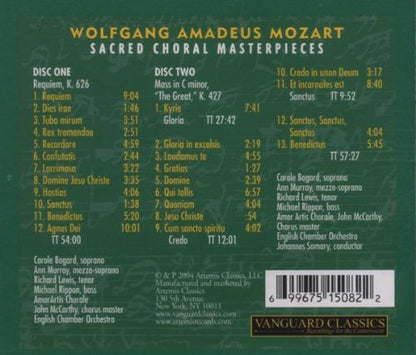 WOLFGANG AMADEUS MOZART
SACRED CHORAL MASTERPIECES
DISC ONE
Requiem, K. 626
1. Requiem 9:04
2. Dies irae 1:46
3. Tuba mirum 3:51
4. Rex tremendae 2:51
5. Recordare 4:59
6. Confutatis 2:44
7. Lacrimasa 3:22
8. Domine Jesu Christe 3:32
9. Hostias 4:06
10. Sanctus 1:38
11. Benedictus 5:20
12. Agnus Dei 10:01
TT 54:00
Carole Bogard, soprano
Ann Murray, mezzo-soprano
Richard Lewis, tenor
Michael Rippon, bass
AmorArtis Chorale
John McCarthy, chorus master
English Chamber Orchestra
DISC TWO
Mass in C minor,
"The Great," K. 427
1. Kyrie 7:41
Gloria TT 27:42
2. Gloria in excelsis 2:19
3. Laudamus te 4:55
4. Gratias 1:27
5. Domine 2:39
6. Qui tollis 6:57
7. Quoniam 4:04
8. Jesu Christe :54
9. Cum sancto spiritu 4:02
Credo TT 12:01
© & P 2004 Artemis Classics, LLC
Manufactured and marketed by
Artemis Classics
130 5th Avenue
New York, NY 10011
www.vanguardclassics.com
www.artemisrecords.com
10. Credo in unon Deum 3:17
11. Et incarnates est 8:40
Sanctus TT 9:52
12. Sanctus, Sanctus,
Sanctus 4:04
13. Benedictus 5:45
TT 57:27
Carole Bogard, soprano
Ann Murray, mezzo-soprano
Richard Lewis, tenor
Michael Rippon, bass
Amor Artis Chorale, John McCarthy,
Chorus master
English Chamber Orchestra
Johannes Somary, conductor
6 99675 15082 2
VANGUARD CLASSICS
Recordings for the Connoisseur